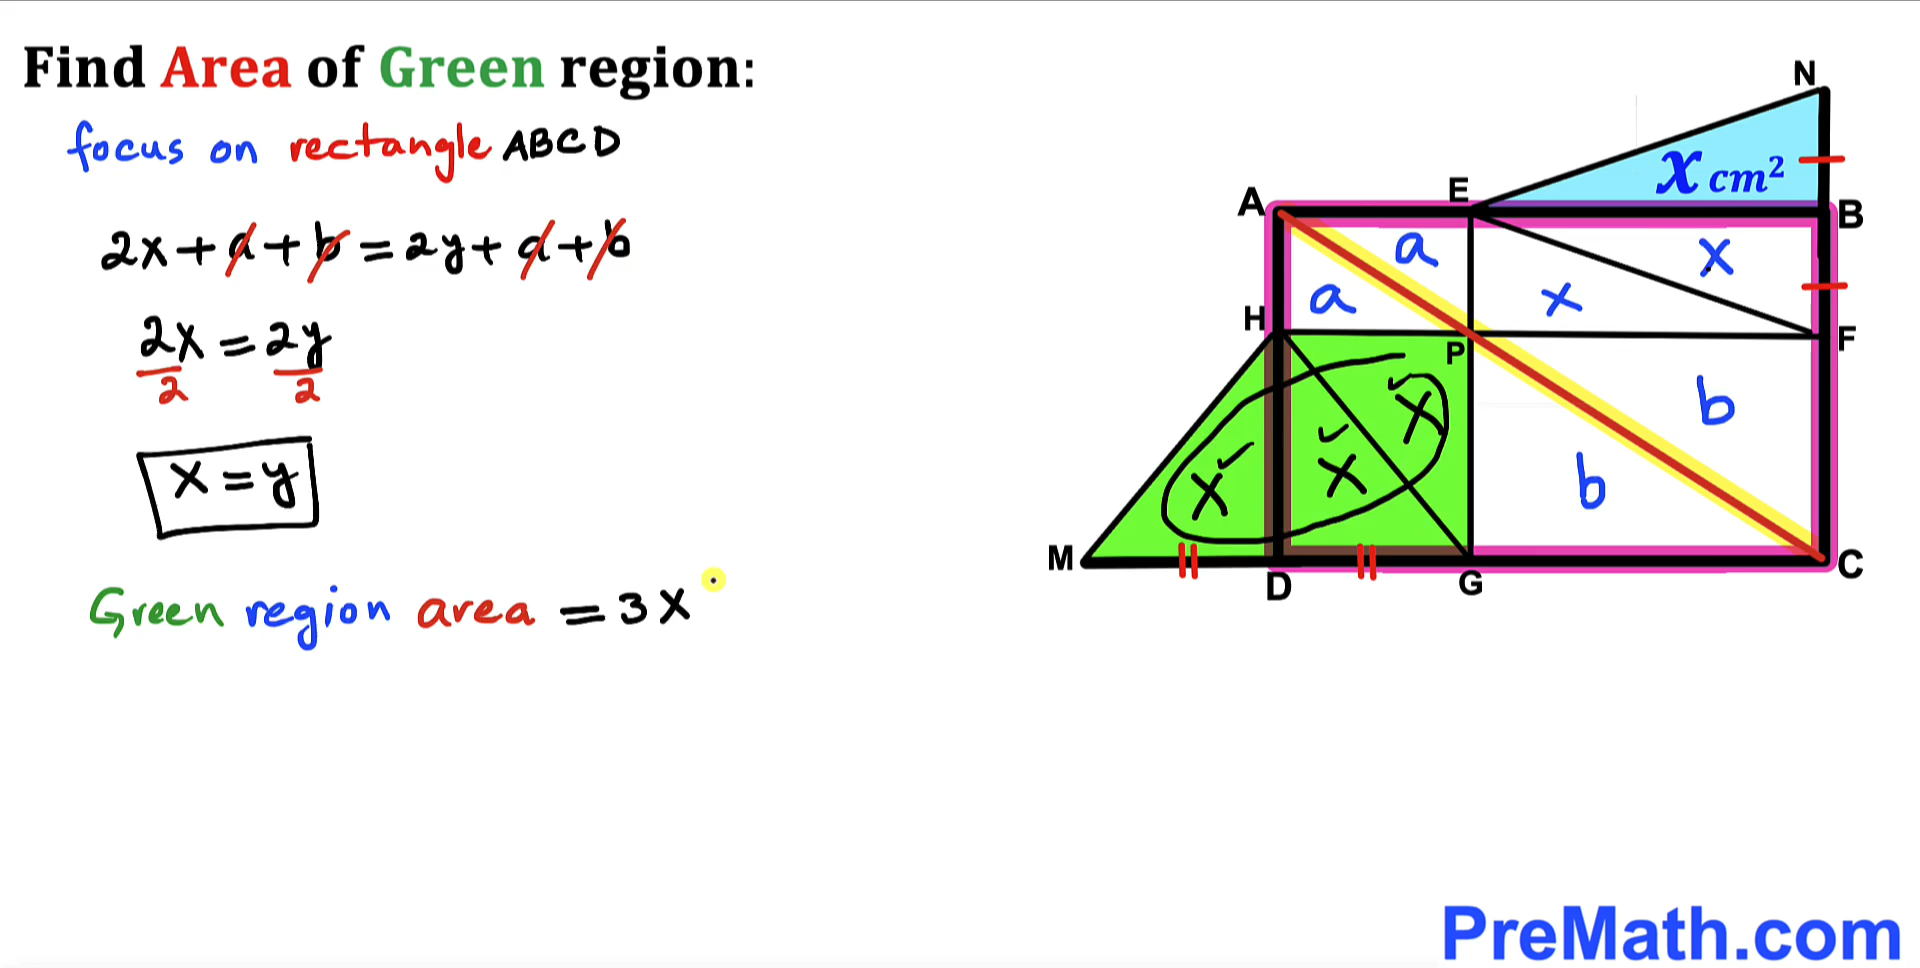 Find Area of Green region:
focus on rectangle ABCD
2x + a + b = 2y + a + b
2x = 2y
2 2
x = y
Green region area = 3x
N
x cm²
A E B
a x
a x
H P F
x b
x x b
M D G C
PreMath.com